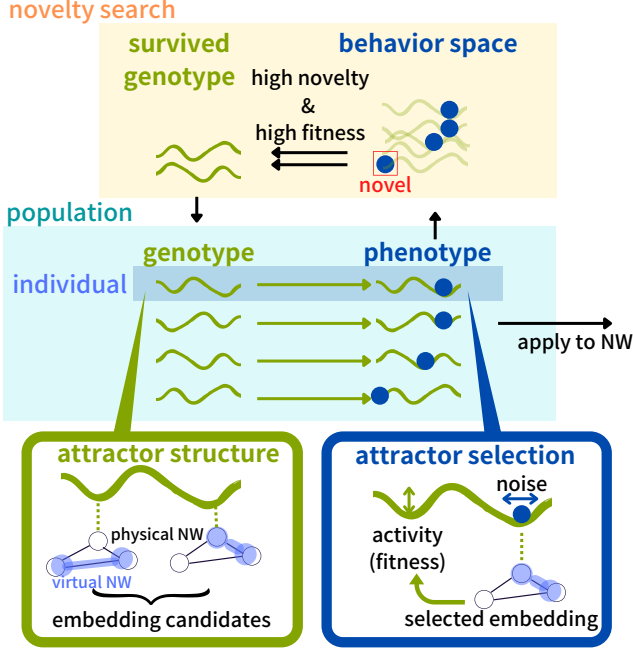 novelty search
survived
genotype
behavior space
high novelty
&
high fitness
novel
population
genotype
phenotype
individual
apply to NW
attractor structure
physical NW
virtual NW
embedding candidates
attractor selection
noise
activity
(fitness)
selected embedding